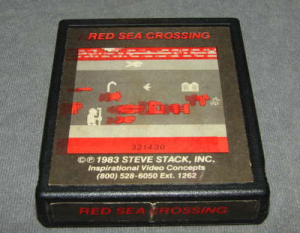 RED SEA CROSSING
321430
©℗ 1983 STEVE STACK, INC.
Inspirational Video Concepts
(800) 528-6050 Ext. 1262
RED SEA CROSSING